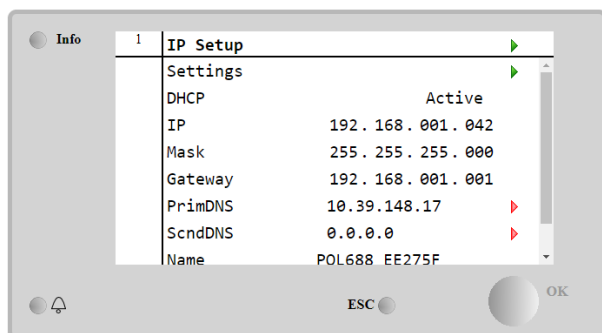 Info
1 IP Setup
Settings
DHCP Active
IP 192.168.001.042
Mask 255.255.255.000
Gateway 192.168.001.001
PrimDNS 10.39.148.17
ScndDNS 0.0.0.0
Name POL688_EE275F
ESC
OK